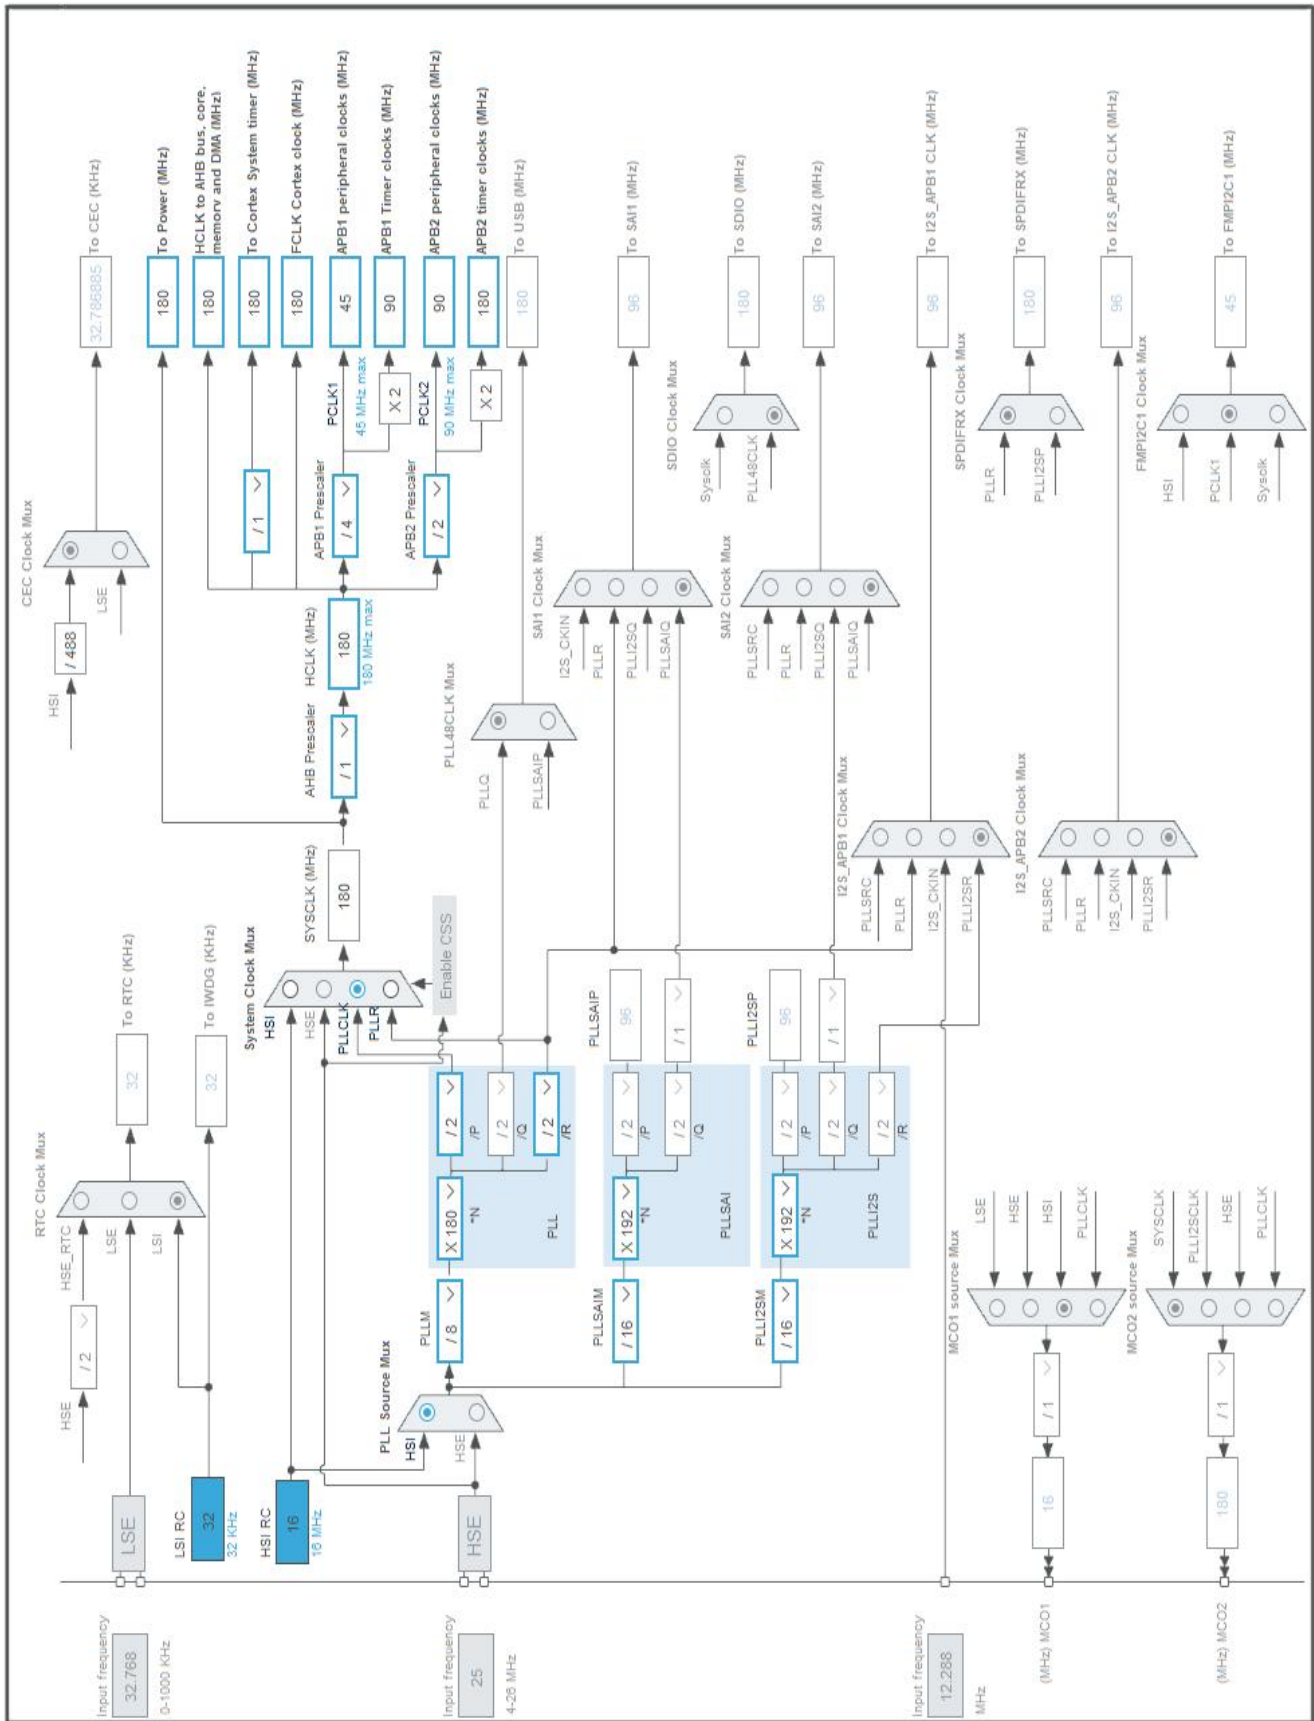 Input frequency
32.768
0-1000 KHz
LSE
LSI RC
32
32 KHz
HSI RC
16
16 MHz
Input frequency
25
4-26 MHz
HSE
Input frequency
12.288
MHz
(MHz) MCO1
16
/ 1
MCO1 source Mux
LSE
HSE
HSI
PLLCLK
(MHz) MCO2
180
/ 1
MCO2 source Mux
SYSCLK
PLLI2SCLK
HSE
PLLCLK
HSE
/ 2
HSE_RTC
RTC Clock Mux
LSE
LSI
32
To RTC (KHz)
32
To IWDG (KHz)
PLL Source Mux
HSI
HSE
PLLM
/ 8
X 180
*N
/ 2
/P
/ 2
/Q
/ 2
/R
PLL
PLLSAIM
/ 16
X 192
*N
/ 2
/P
/ 2
/Q
PLLSAI
PLLSAIP
96
/ 1
PLLI2SM
/ 16
X 192
*N
/ 2
/P
/ 2
/Q
/ 2
/R
PLLI2S
PLLI2SP
96
/ 1
System Clock Mux
HSI
HSE
PLLCLK
PLLR
Enable CSS
SYSCLK (MHz)
180
AHB Prescaler
/ 1
HCLK (MHz)
180
180 MHz max
HSI
/ 488
LSE
CEC Clock Mux
32.786885
To CEC (KHz)
180
To Power (MHz)
180
HCLK to AHB bus, core,
memory and DMA (MHz)
/ 1
180
To Cortex System timer (MHz)
180
FCLK Cortex clock (MHz)
APB1 Prescaler
/ 4
PCLK1
45 MHz max
45
APB1 peripheral clocks (MHz)
X 2
90
APB1 Timer clocks (MHz)
APB2 Prescaler
/ 2
PCLK2
90 MHz max
90
APB2 peripheral clocks (MHz)
X 2
180
APB2 timer clocks (MHz)
PLL48CLK Mux
PLLQ
PLLSAIP
180
To USB (MHz)
SAI1 Clock Mux
I2S_CKIN
PLLR
PLLI2SQ
PLLSAIQ
96
To SAI1 (MHz)
SDIO Clock Mux
Sysclk
PLL48CLK
180
To SDIO (MHz)
SAI2 Clock Mux
PLLSRC
PLLR
PLLI2SQ
PLLSAIQ
96
To SAI2 (MHz)
I2S_APB1 Clock Mux
PLLSRC
PLLR
I2S_CKIN
PLLI2SR
96
To I2S_APB1 CLK (MHz)
SPDIFRX Clock Mux
PLLR
PLLI2SP
180
To SPDIFRX (MHz)
I2S_APB2 Clock Mux
PLLSRC
PLLR
I2S_CKIN
PLLI2SR
96
To I2S_APB2 CLK (MHz)
FMPI2C1 Clock Mux
HSI
PCLK1
Sysclk
45
To FMPI2C1 (MHz)